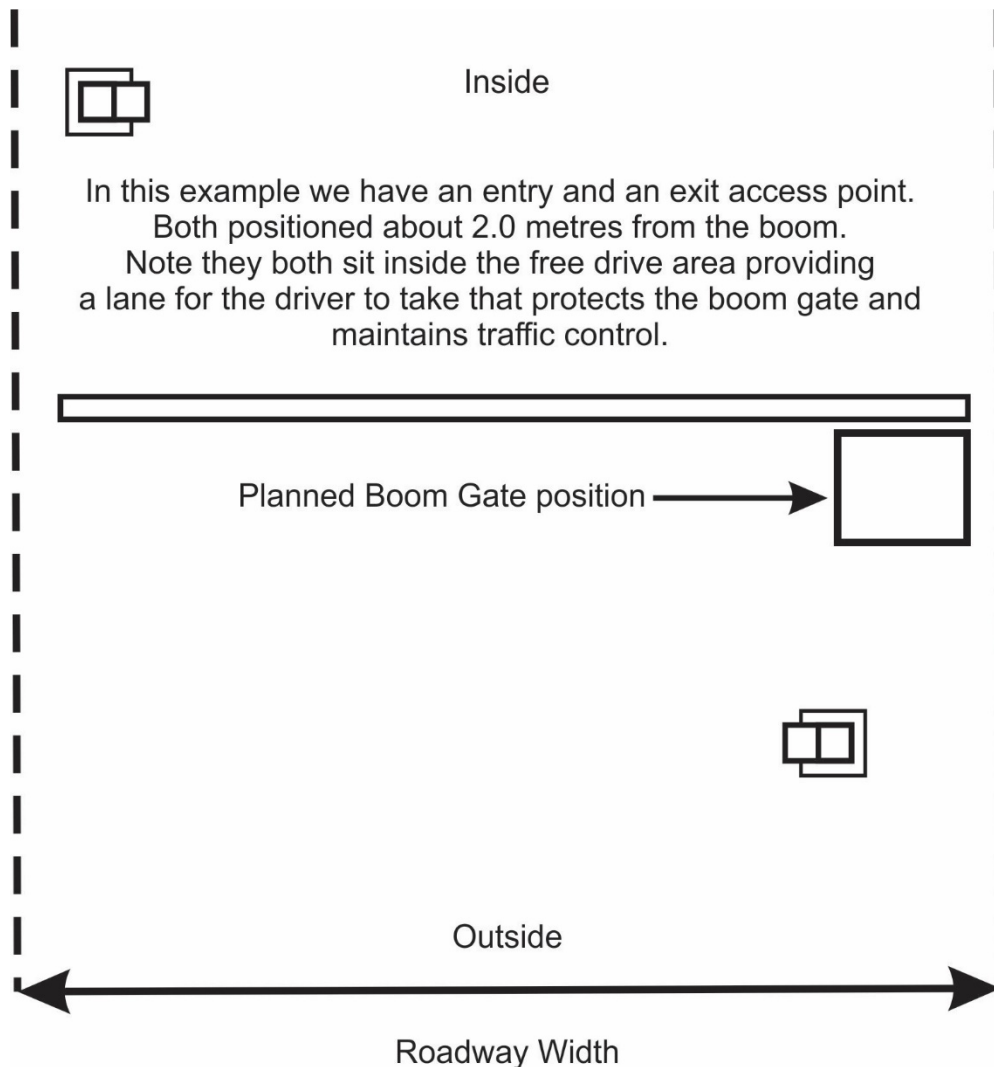 Inside
In this example we have an entry and an exit access point.
Both positioned about 2.0 metres from the boom.
Note they both sit inside the free drive area providing
a lane for the driver to take that protects the boom gate and
maintains traffic control.
Planned Boom Gate position
Outside
Roadway Width